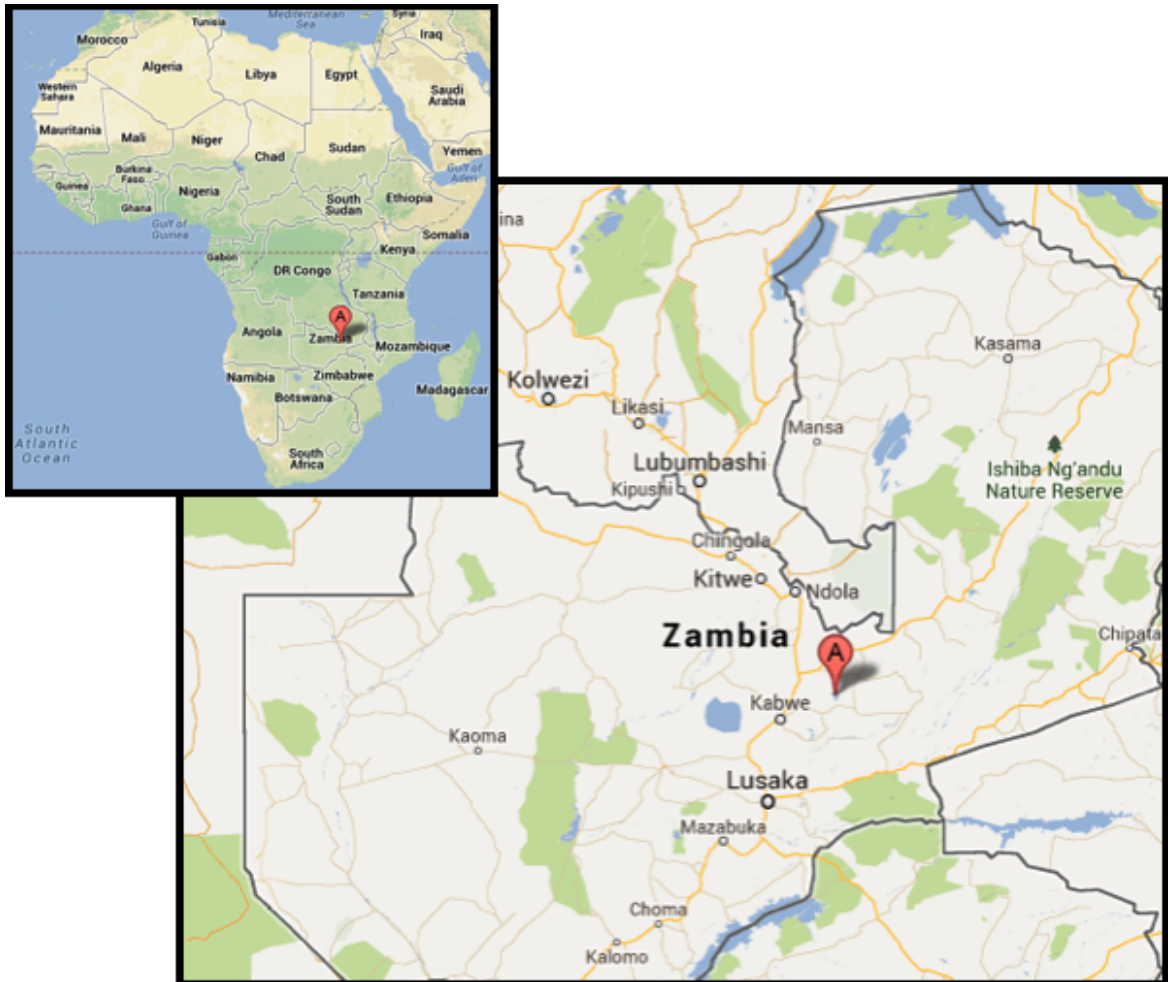 Mediterranean
Sea
Syria
Tunisia
Morocco
Iraq
Algeria
Libya
Egypt
Western
Sahara
Saudi
Arabia
Mauritania
Mali
Niger
Sudan
Yemen
Chad
Gulf of
Aden
Burkina
Faso
Guinea
Nigeria
Ethiopia
South
Sudan
Ghana
Gulf of
Guinea
Somalia
Kenya
Gabon
DR Congo
Tanzania
A
Angola
Zambia
Mozambique
Namibia
Zimbabwe
Botswana
Madagascar
South
Atlantic
Ocean
South
Africa
ina
Kasama
Kolwezi
Likasi
Mansa
Lubumbashi
Ishiba Ng'andu
Nature Reserve
Kipushi
Chingola
Kitwe
Ndola
Zambia
A
Chipata
Kabwe
Kaoma
Lusaka
Mazabuka
Choma
Kalomo